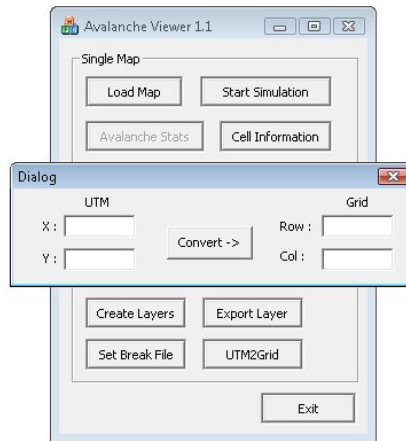 Avalanche Viewer 1.1
Single Map
Load Map Start Simulation
Avalanche Stats Cell Information
Dialog
UTM Grid
X : Convert -> Row :
Y : Col :
Create Layers Export Layer
Set Break File UTM2Grid
Exit